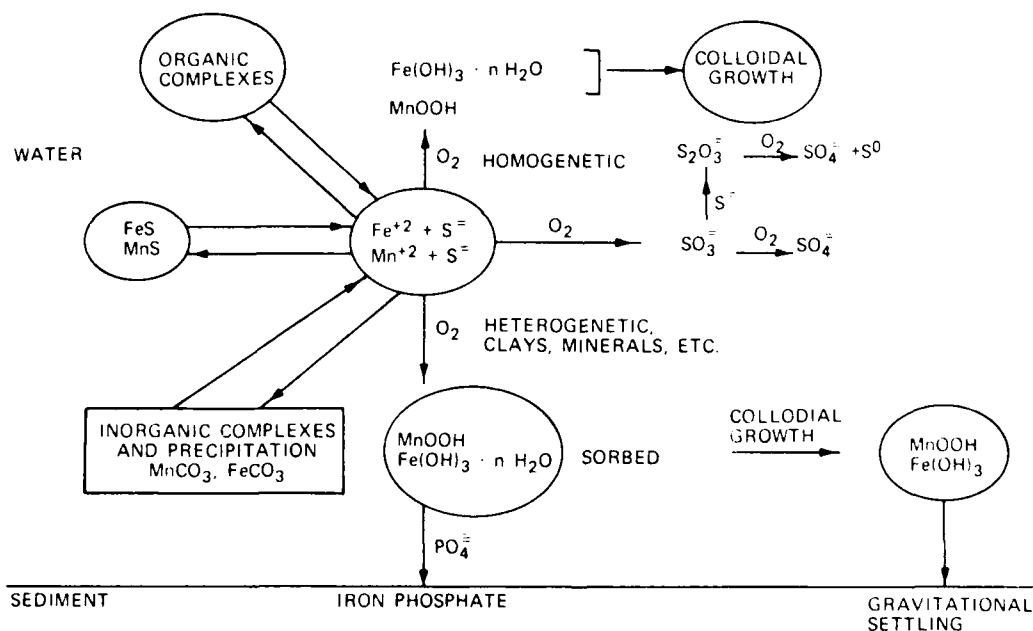 ORGANIC
COMPLEXES
Fe(OH)₃ · n H₂O
MnOOH
COLLOIDAL
GROWTH
WATER
O₂ HOMOGENETIC
S₂O₃⁼ O₂ SO₄⁼ + S⁰
S⁼
FeS
MnS
Fe⁺² + S⁼
Mn⁺² + S⁼
O₂
SO₃⁼ O₂ SO₄⁼
O₂ HETEROGENETIC,
CLAYS, MINERALS, ETC.
INORGANIC COMPLEXES
AND PRECIPITATION
MnCO₃, FeCO₃
MnOOH
Fe(OH)₃ · n H₂O
SORBED
COLLODIAL
GROWTH
MnOOH
Fe(OH)₃
PO₄≡
SEDIMENT
IRON PHOSPHATE
GRAVITATIONAL
SETTLING